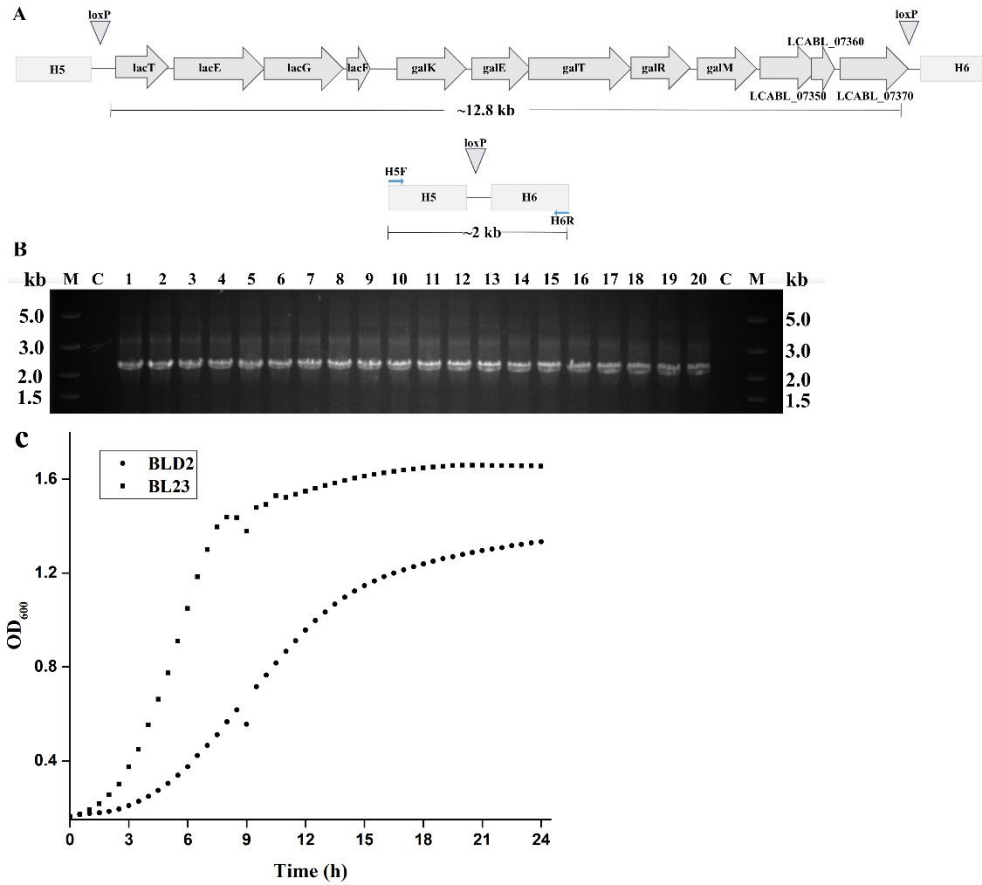 A
loxP loxP
LCABL_07360
H5 lacT lacE lacG lacF galK galE galT galR galM H6
LCABL_07350 LCABL_07370
~12.8 kb
loxP
H5F
H5 H6
H6R
~2 kb
B
kb M C 1 2 3 4 5 6 7 8 9 10 11 12 13 14 15 16 17 18 19 20 C M kb
5.0 5.0
3.0 3.0
2.0 2.0
1.5 1.5
c
BLD2
BL23
1.6
1.2
0.8
0.4
OD600
0 3 6 9 12 15 18 21 24
Time (h)